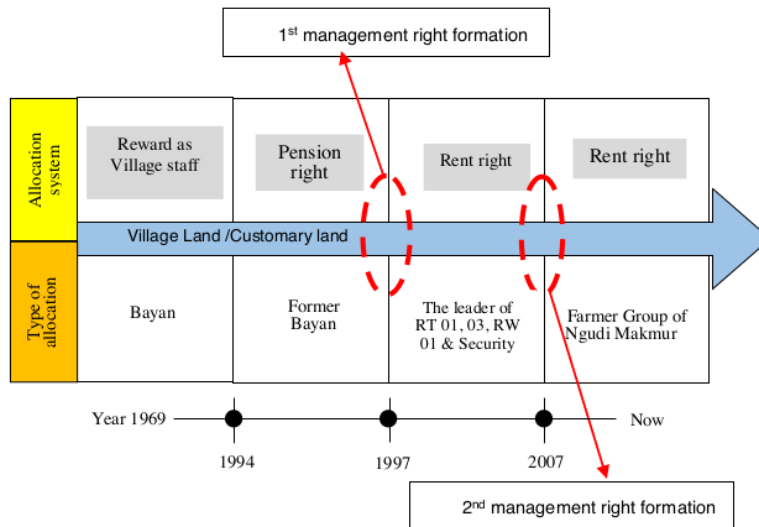 1st management right formation
Allocation
system
Reward as
Village staff
Pension
right
Rent right
Rent right
Village Land /Customary land
Type of
allocation
Bayan
Former
Bayan
The leader of
RT 01, 03, RW
01 & Security
Farmer Group of
Ngudi Makmur
Year 1969
Now
1994
1997
2007
2nd management right formation